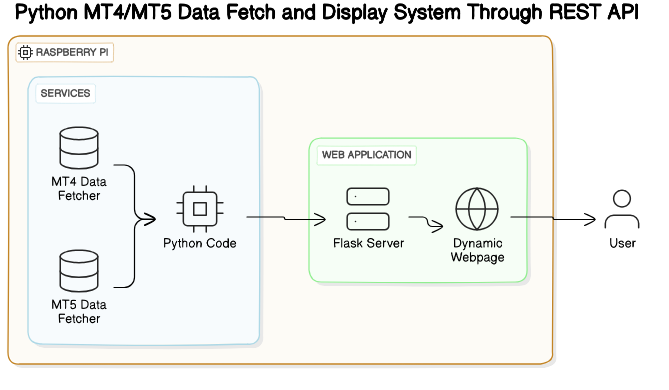 Python MT4/MT5 Data Fetch and Display System Through REST API
RASPBERRY PI
SERVICES
MT4 Data
Fetcher
Python Code
MT5 Data
Fetcher
WEB APPLICATION
Flask Server
Dynamic
Webpage
User